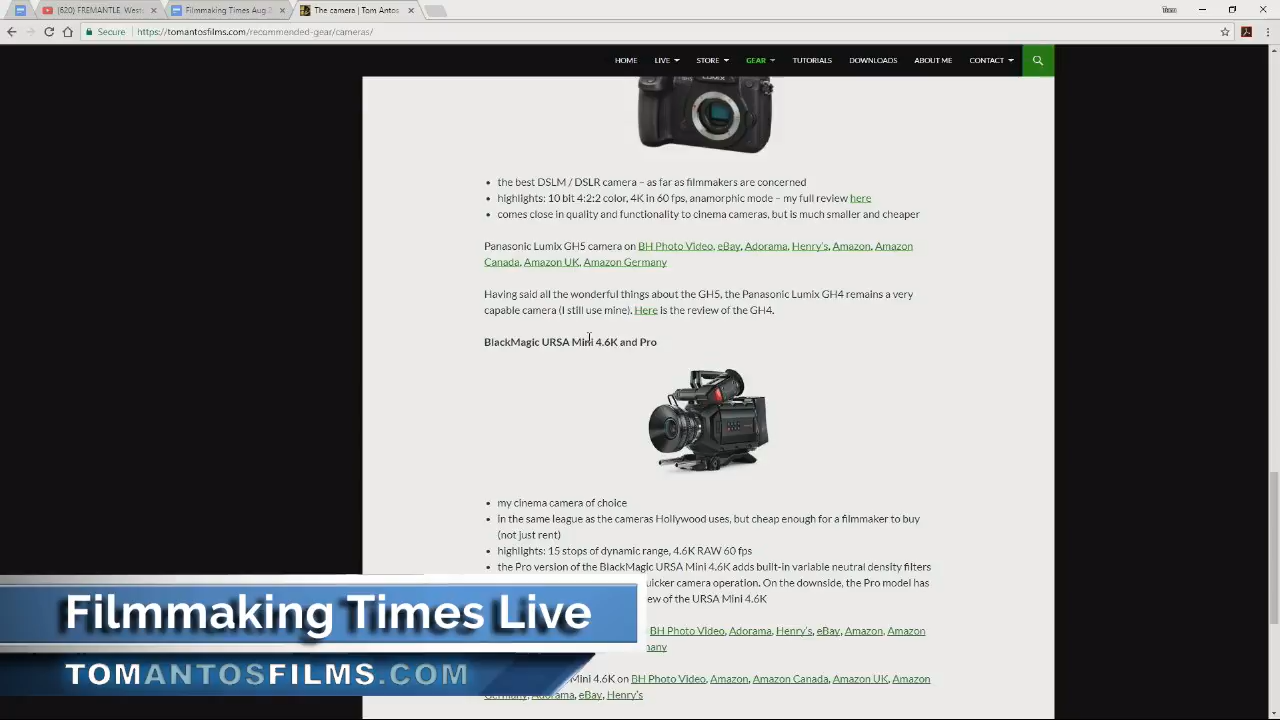 (620) FREMANTLE, West
Filmmaking Times Aug 2
The camera | Tom Antos
Tom
Secure
https://tomantosfilms.com/recommended-gear/cameras/
HOME LIVE STORE GEAR TUTORIALS DOWNLOADS ABOUT ME CONTACT
the best DSLM / DSLR camera – as far as filmmakers are concerned
highlights: 10 bit 4:2:2 color, 4K in 60 fps, anamorphic mode – my full review here
comes close in quality and functionality to cinema cameras, but is much smaller and cheaper
Panasonic Lumix GH5 camera on BH Photo Video, eBay, Adorama, Henry's, Amazon, Amazon
Canada, Amazon UK, Amazon Germany
Having said all the wonderful things about the GH5, the Panasonic Lumix GH4 remains a very
capable camera (I still use mine). Here is the review of the GH4.
BlackMagic URSA Mini 4.6K and Pro
my cinema camera of choice
in the same league as the cameras Hollywood uses, but cheap enough for a filmmaker to buy
(not just rent)
highlights: 15 stops of dynamic range, 4.6K RAW 60 fps
the Pro version of the BlackMagic URSA Mini 4.6K adds built-in variable neutral density filters
quicker camera operation. On the downside, the Pro model has
of the URSA Mini 4.6K
BH Photo Video, Adorama, Henry's, eBay, Amazon, Amazon
Mini 4.6K on BH Photo Video, Amazon, Amazon Canada, Amazon UK, Amazon
Germany, Adorama, eBay, Henry's
Filmmaking Times Live
TOMANTOSFILMS.COM